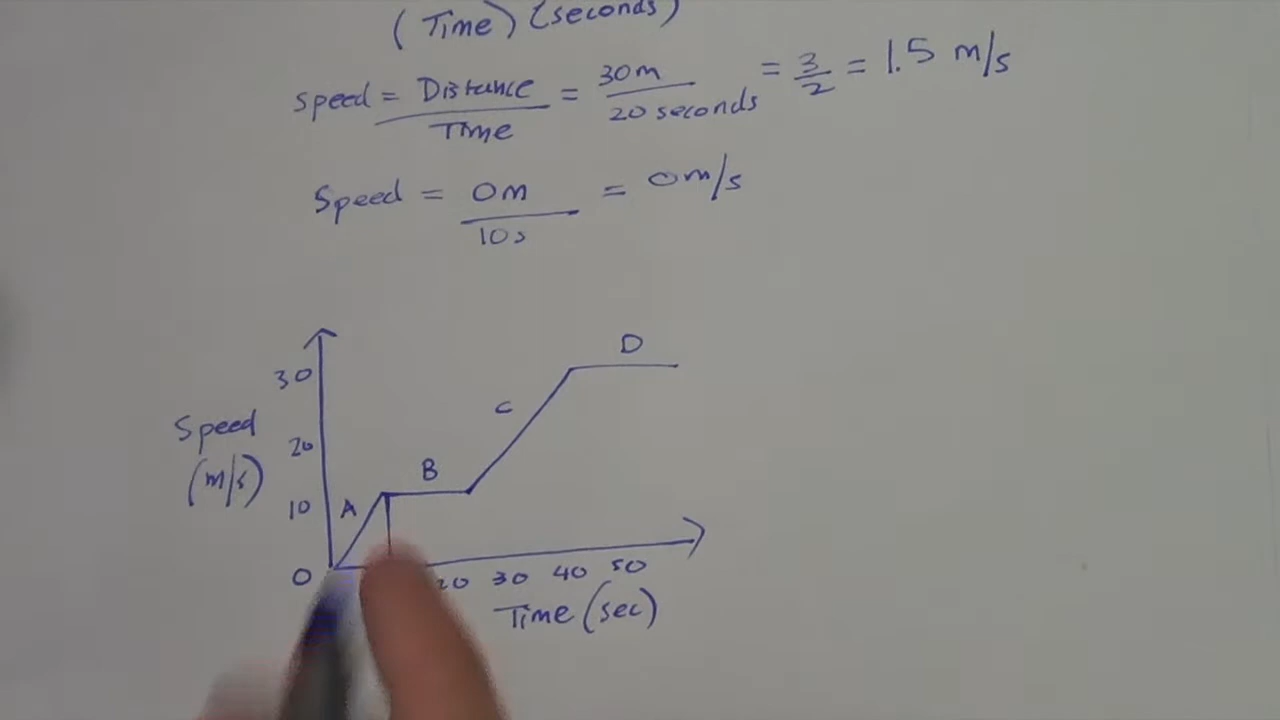 (Time) (seconds)
Speed = Distance / Time = 30m / 20 seconds = 3/2 = 1.5 m/s
Speed = 0m / 10s = 0m/s
D
30
C
Speed
20
(m/s)
B
10
A
0
20 30 40 50
Time (sec)